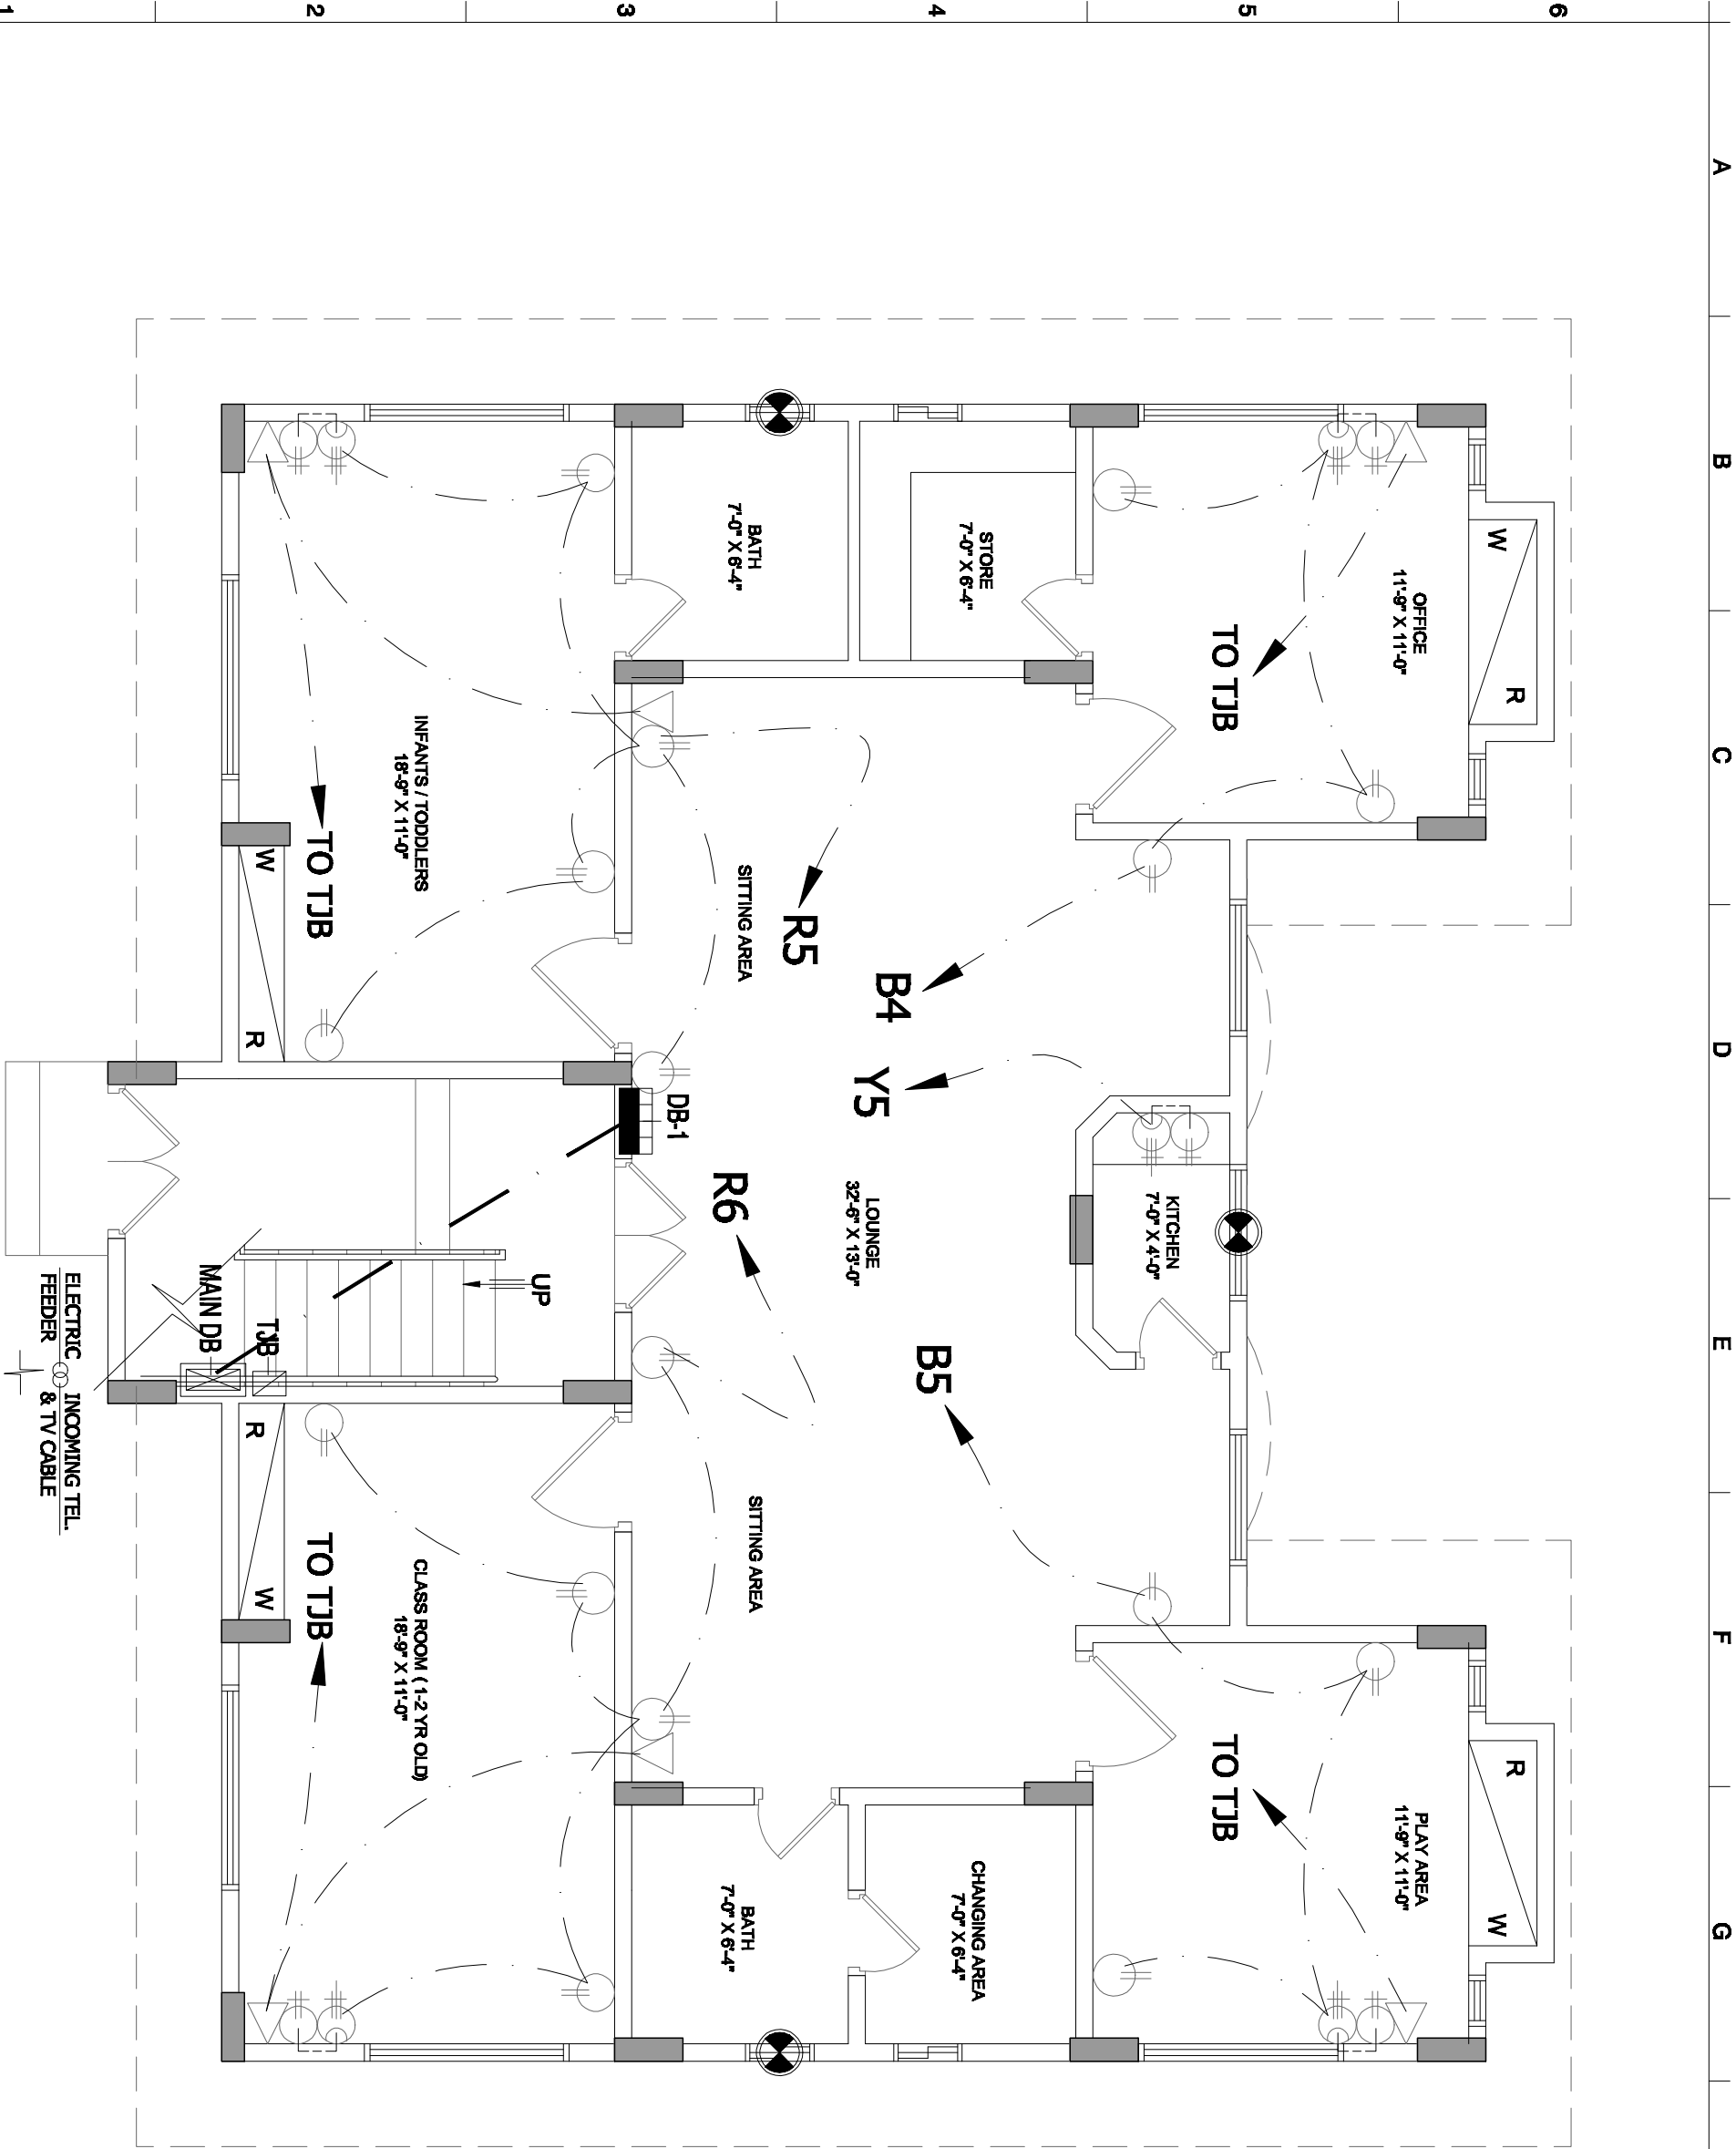 A
B
C
D
E
F
G
6
5
4
3
2
1
W
R
OFFICE
11'-9" X 11'-0"
TO TJB
R
W
PLAY AREA
11'-9" X 11'-0"
TO TJB
STORE
7'-0" X 6'-4"
BATH
7'-0" X 6'-4"
KITCHEN
7'-0" X 4'-0"
CHANGING AREA
7'-0" X 6'-4"
BATH
7'-0" X 6'-4"
B4
Y5
B5
R5
R6
LOUNGE
32'-6" X 13'-0"
SITTING AREA
SITTING AREA
DB-1
UP
INFANTS / TODDLERS
18'-9" X 11'-0"
TO TJB
W
R
CLASS ROOM ( 1-2 YR OLD)
18'-9" X 11'-0"
TO TJB
R
W
TJB
MAIN DB
ELECTRIC
FEEDER
INCOMING TEL.
& TV CABLE